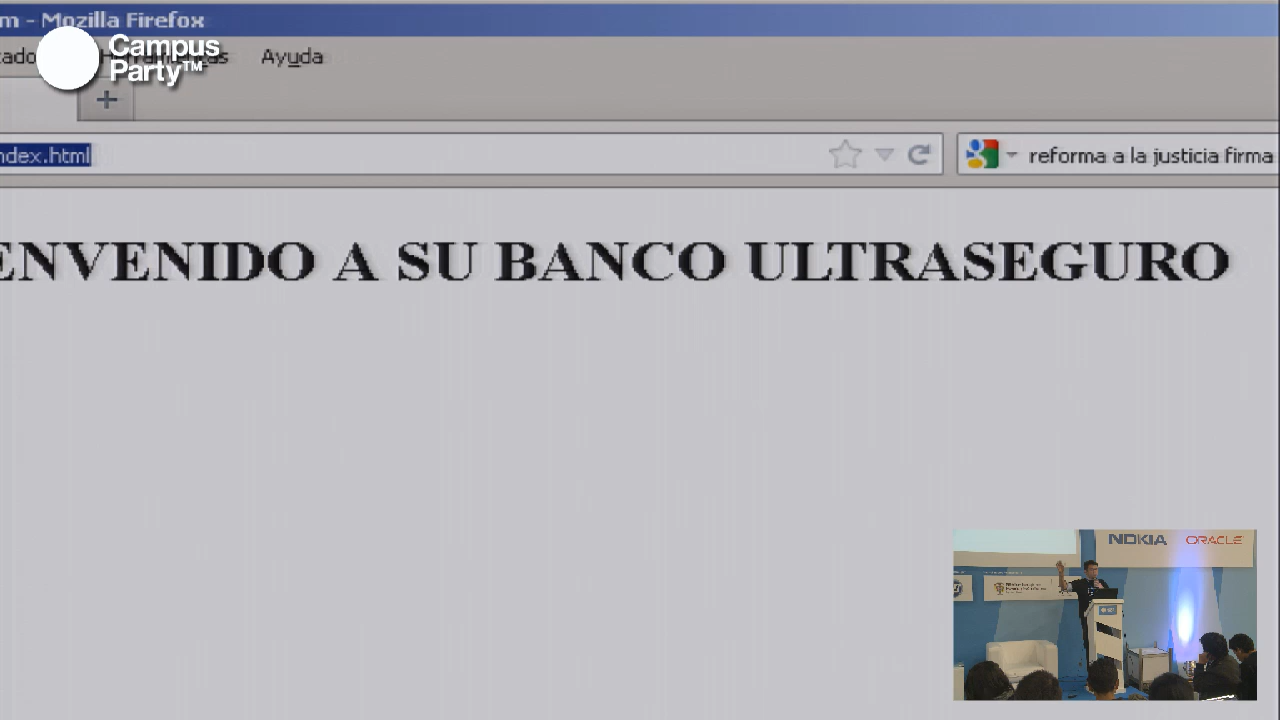 m - Mozilla Firefox
Campus
Party™
Ayuda
+
ndex.html
reforma a la justicia firma
ENVENIDO A SU BANCO ULTRASEGURO
NOKIA ORACLE